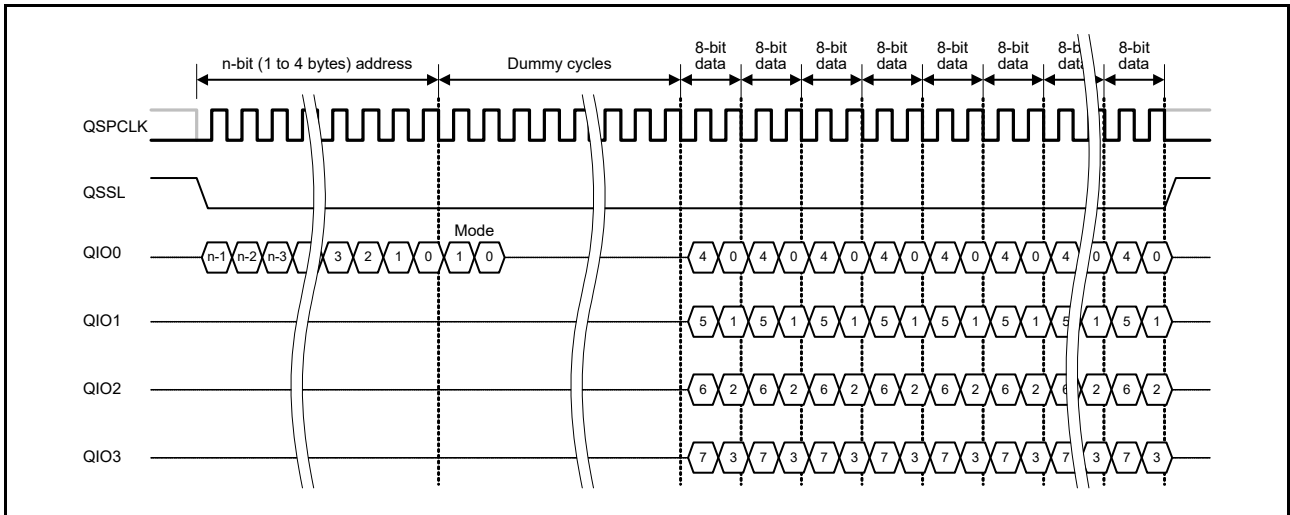 8-bit 8-bit 8-bit 8-bit 8-bit 8-bit 8-b 8-bit
n-bit (1 to 4 bytes) address Dummy cycles data data data data data data data data
QSPCLK
QSSL
Mode
QIO0 n-1 n-2 n-3 3 2 1 0 1 0 4 0 4 0 4 0 4 0 4 0 4 0 4 0 4 0
QIO1 5 1 5 1 5 1 5 1 5 1 5 1 5 1 5 1
QIO2 6 2 6 2 6 2 6 2 6 2 6 2 6 2 6 2
QIO3 7 3 7 3 7 3 7 3 7 3 7 3 7 3 7 3